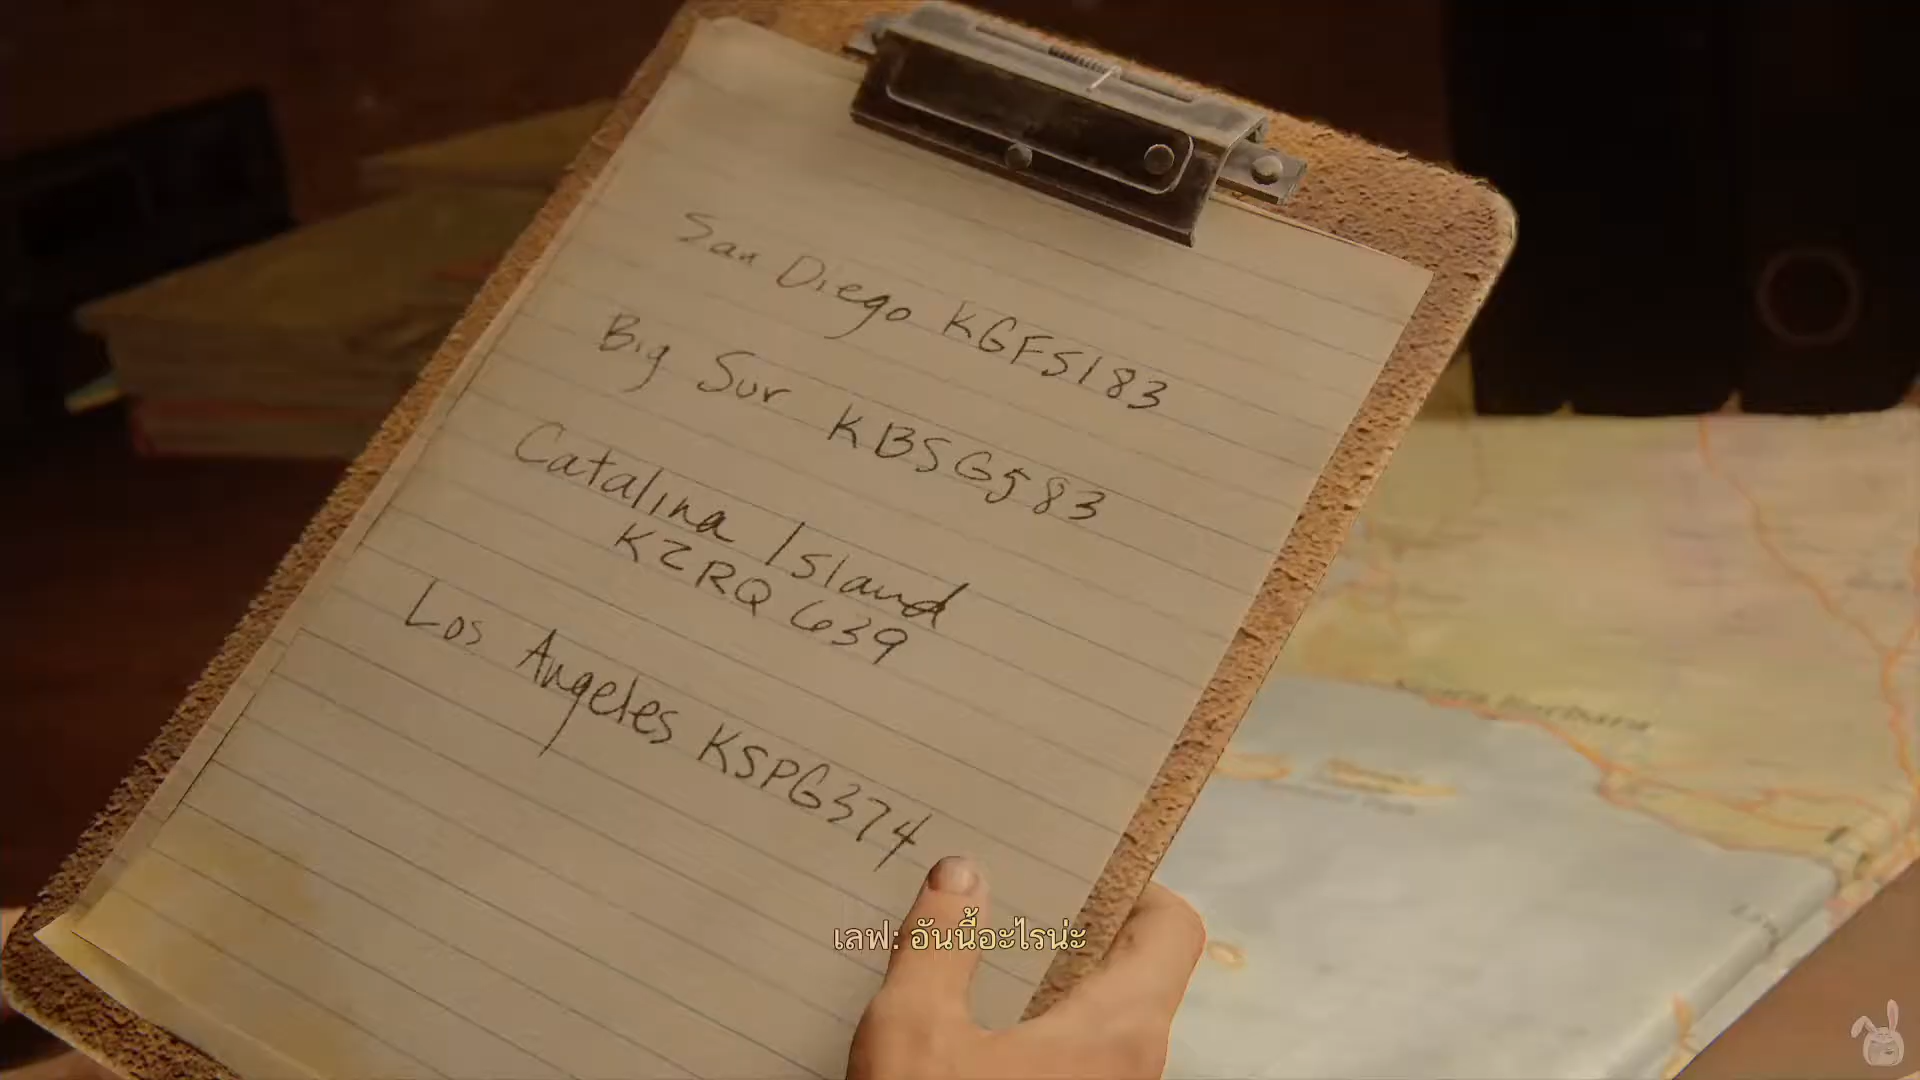 San Diego KGFS183
Big Sur KBSG583
Catalina Island
KZRQ639
Los Angeles KSPG374
เลฟ: อันนี้อะไรน่ะ